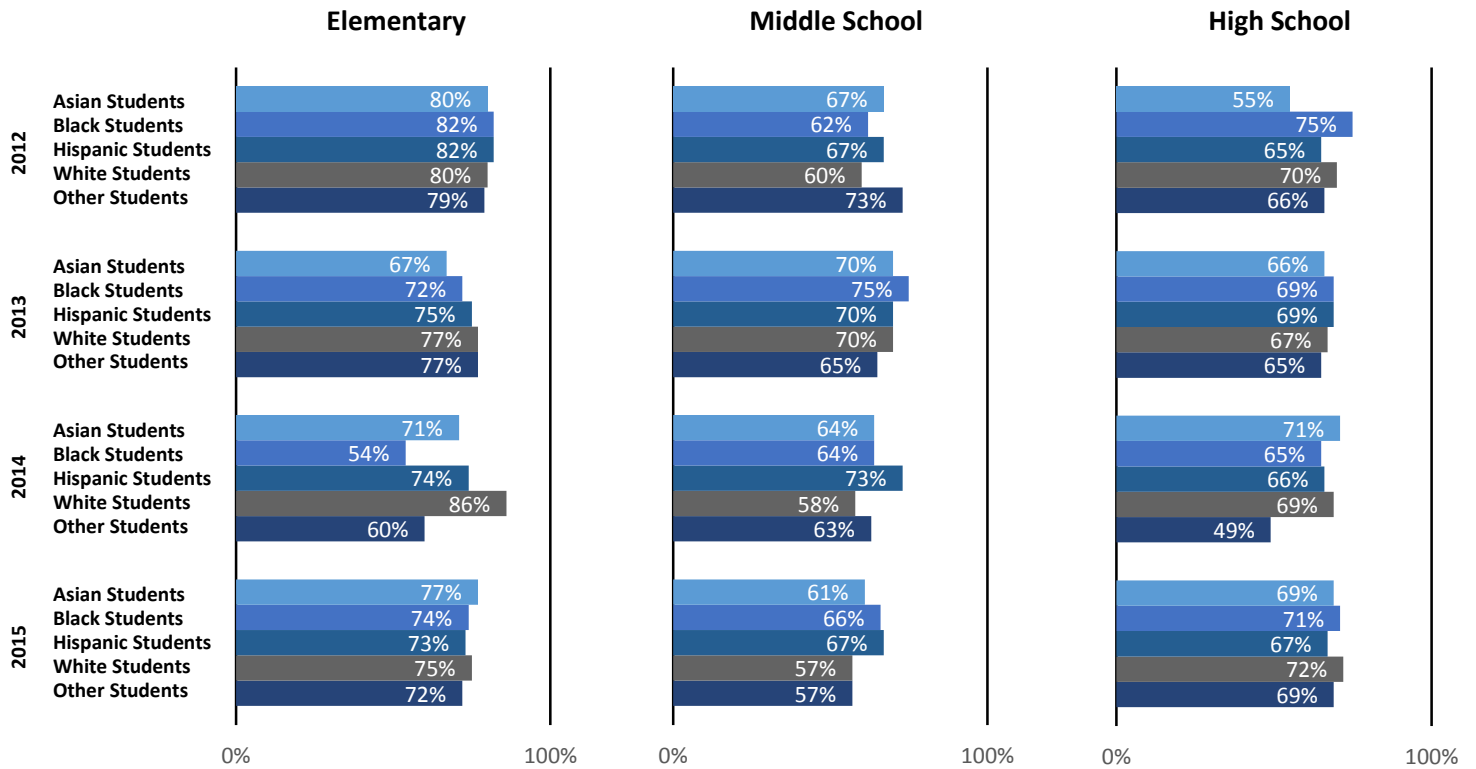 Elementary Middle School High School
2012
Asian Students 80% 67% 55%
Black Students 82% 62% 75%
Hispanic Students 82% 67% 65%
White Students 80% 60% 70%
Other Students 79% 73% 66%
2013
Asian Students 67% 70% 66%
Black Students 72% 75% 69%
Hispanic Students 75% 70% 69%
White Students 77% 70% 67%
Other Students 77% 65% 65%
2014
Asian Students 71% 64% 71%
Black Students 54% 64% 65%
Hispanic Students 74% 73% 66%
White Students 86% 58% 69%
Other Students 60% 63% 49%
2015
Asian Students 77% 61% 69%
Black Students 74% 66% 71%
Hispanic Students 73% 67% 67%
White Students 75% 57% 72%
Other Students 72% 57% 69%
0% 100% 0% 100% 0% 100%